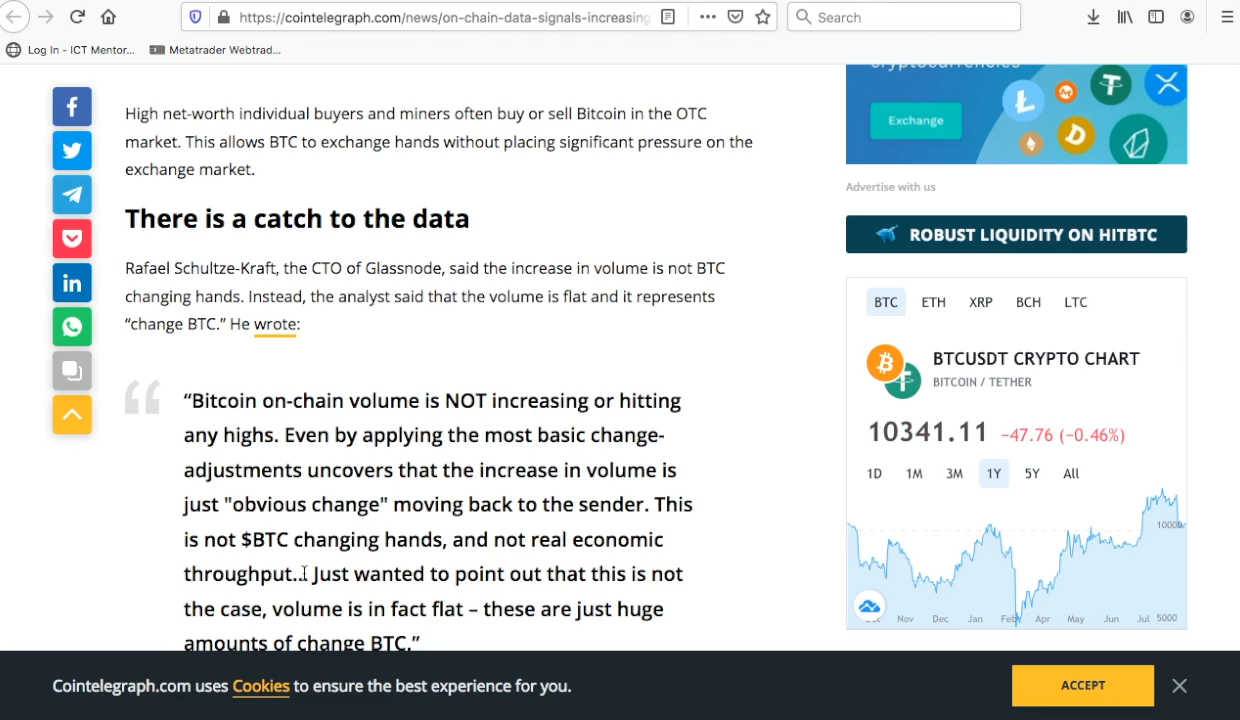 https://cointelegraph.com/news/on-chain-data-signals-increasing
Search
Log In - ICT Mentor...
Metatrader Webtrad...
cryptocurrencies
Exchange
High net-worth individual buyers and miners often buy or sell Bitcoin in the OTC
market. This allows BTC to exchange hands without placing significant pressure on the
exchange market.
Advertise with us
There is a catch to the data
ROBUST LIQUIDITY ON HITBTC
Rafael Schultze-Kraft, the CTO of Glassnode, said the increase in volume is not BTC
changing hands. Instead, the analyst said that the volume is flat and it represents
“change BTC.” He wrote:
“Bitcoin on-chain volume is NOT increasing or hitting
any highs. Even by applying the most basic change-
adjustments uncovers that the increase in volume is
just "obvious change" moving back to the sender. This
is not $BTC changing hands, and not real economic
throughput... Just wanted to point out that this is not
the case, volume is in fact flat – these are just huge
amounts of change BTC.”
BTC ETH XRP BCH LTC
BTCUSDT CRYPTO CHART
BITCOIN / TETHER
10341.11 −47.76 (−0.46%)
1D 1M 3M 1Y 5Y All
10000
5000
Nov Dec Jan Feb Apr May Jun Jul
Cointelegraph.com uses Cookies to ensure the best experience for you.
ACCEPT